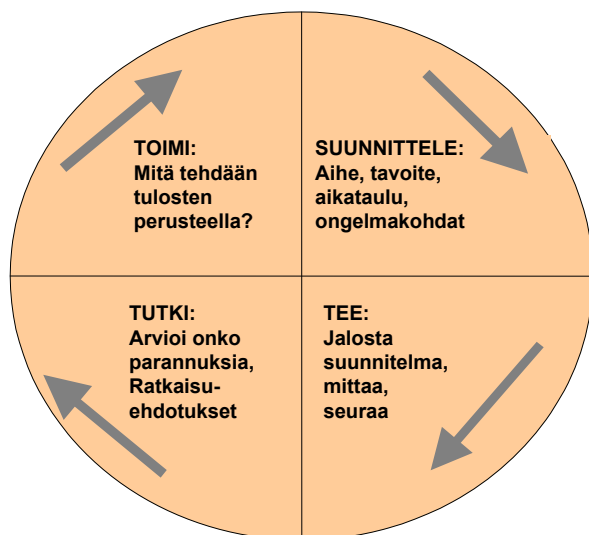 TOIMI:
Mitä tehdään
tulosten
perusteella?
SUUNNITTELE:
Aihe, tavoite,
aikataulu,
ongelmakohdat
TUTKI:
Arvioi onko
parannuksia,
Ratkaisu-
ehdotukset
TEE:
Jalosta
suunnitelma,
mittaa,
seuraa